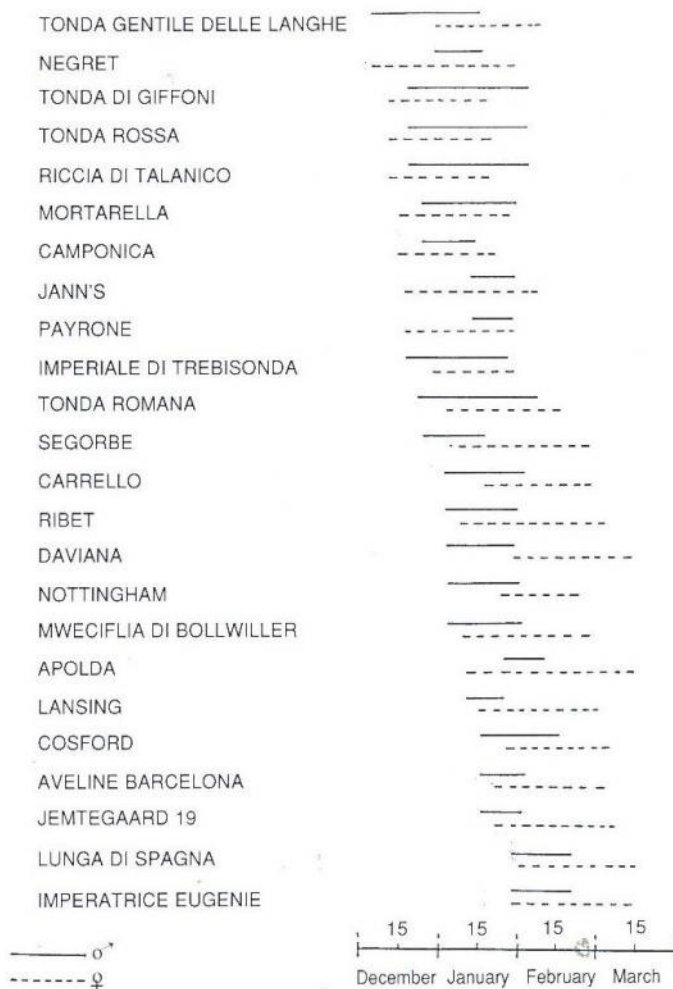 TONDA GENTILE DELLE LANGHE
NEGRET
TONDA DI GIFFONI
TONDA ROSSA
RICCIA DI TALANICO
MORTARELLA
CAMPONICA
JANN'S
PAYRONE
IMPERIALE DI TREBISONDA
TONDA ROMANA
SEGORBE
CARRELLO
RIBET
DAVIANA
NOTTINGHAM
MWECIFLIA DI BOLLWILLER
APOLDA
LANSING
COSFORD
AVELINE BARCELONA
JEMTEGAARD 19
LUNGA DI SPAGNA
IMPERATRICE EUGENIE
15 15 15 15
♂
♀
December January February March